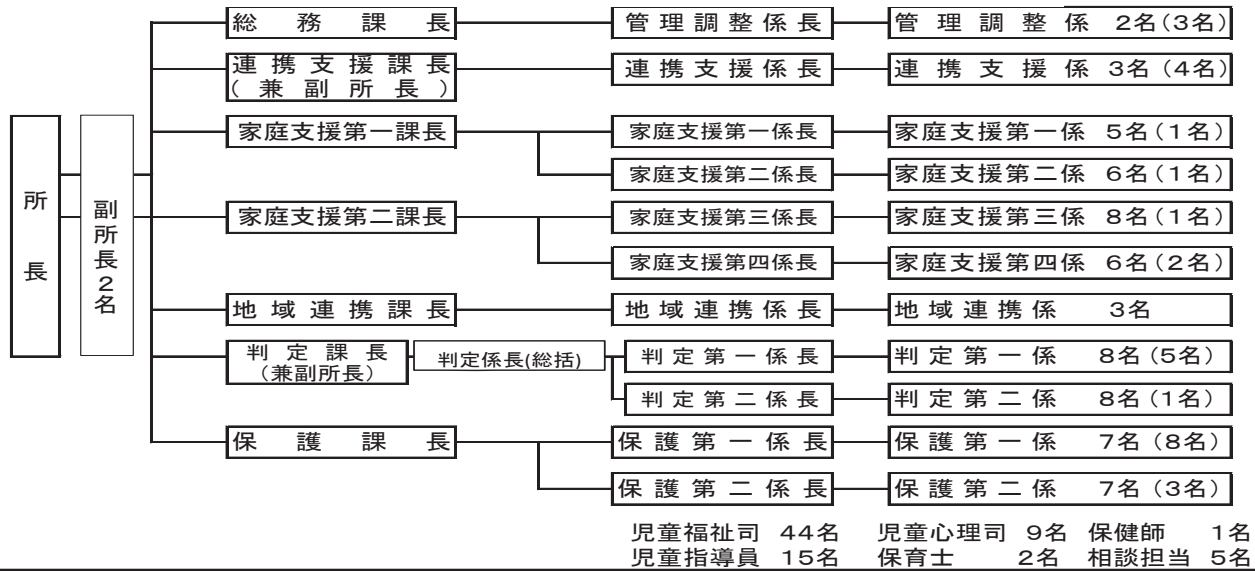 総務課長 管理調整係長 管理調整係 2名(3名)
連携支援課長 連携支援係長 連携支援係 3名(4名)
(兼副所長)
家庭支援第一課長 家庭支援第一係長 家庭支援第一係 5名(1名)
家庭支援第二係長 家庭支援第二係 6名(1名)
所長
副所長2名
家庭支援第二課長 家庭支援第三係長 家庭支援第三係 8名(1名)
家庭支援第四係長 家庭支援第四係 6名(2名)
地域連携課長 地域連携係長 地域連携係 3名
判定課長 判定係長(総括) 判定第一係長 判定第一係 8名(5名)
(兼副所長)
判定第二係長 判定第二係 8名(1名)
保護課長 保護第一係長 保護第一係 7名(8名)
保護第二係長 保護第二係 7名(3名)
児童福祉司 44名 児童心理司 9名 保健師 1名
児童指導員 15名 保育士 2名 相談担当 5名